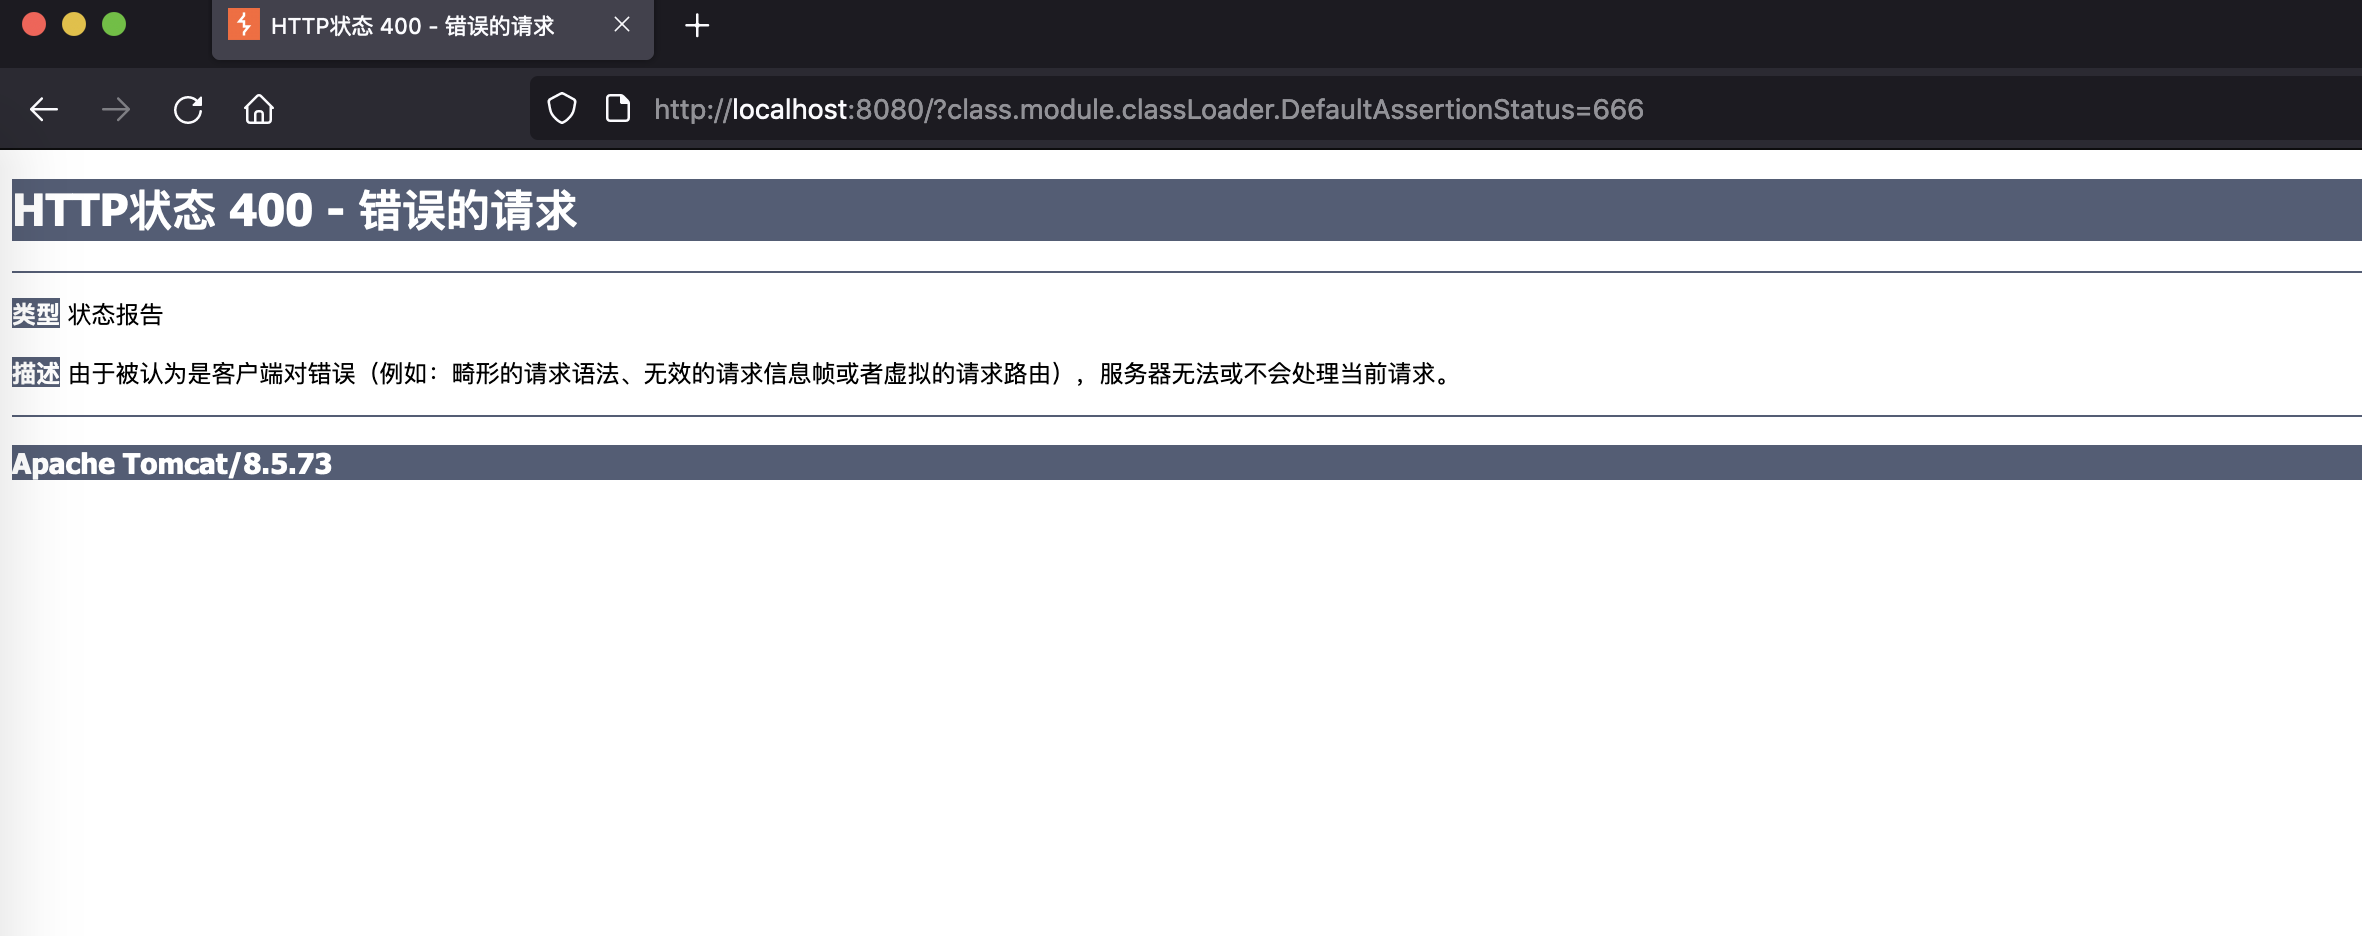 HTTP状态 400 - 错误的请求
http://localhost:8080/?class.module.classLoader.DefaultAssertionStatus=666
HTTP状态 400 - 错误的请求
类型 状态报告
描述 由于被认为是客户端对错误（例如：畸形的请求语法、无效的请求信息帧或者虚拟的请求路由），服务器无法或不会处理当前请求。
Apache Tomcat/8.5.73